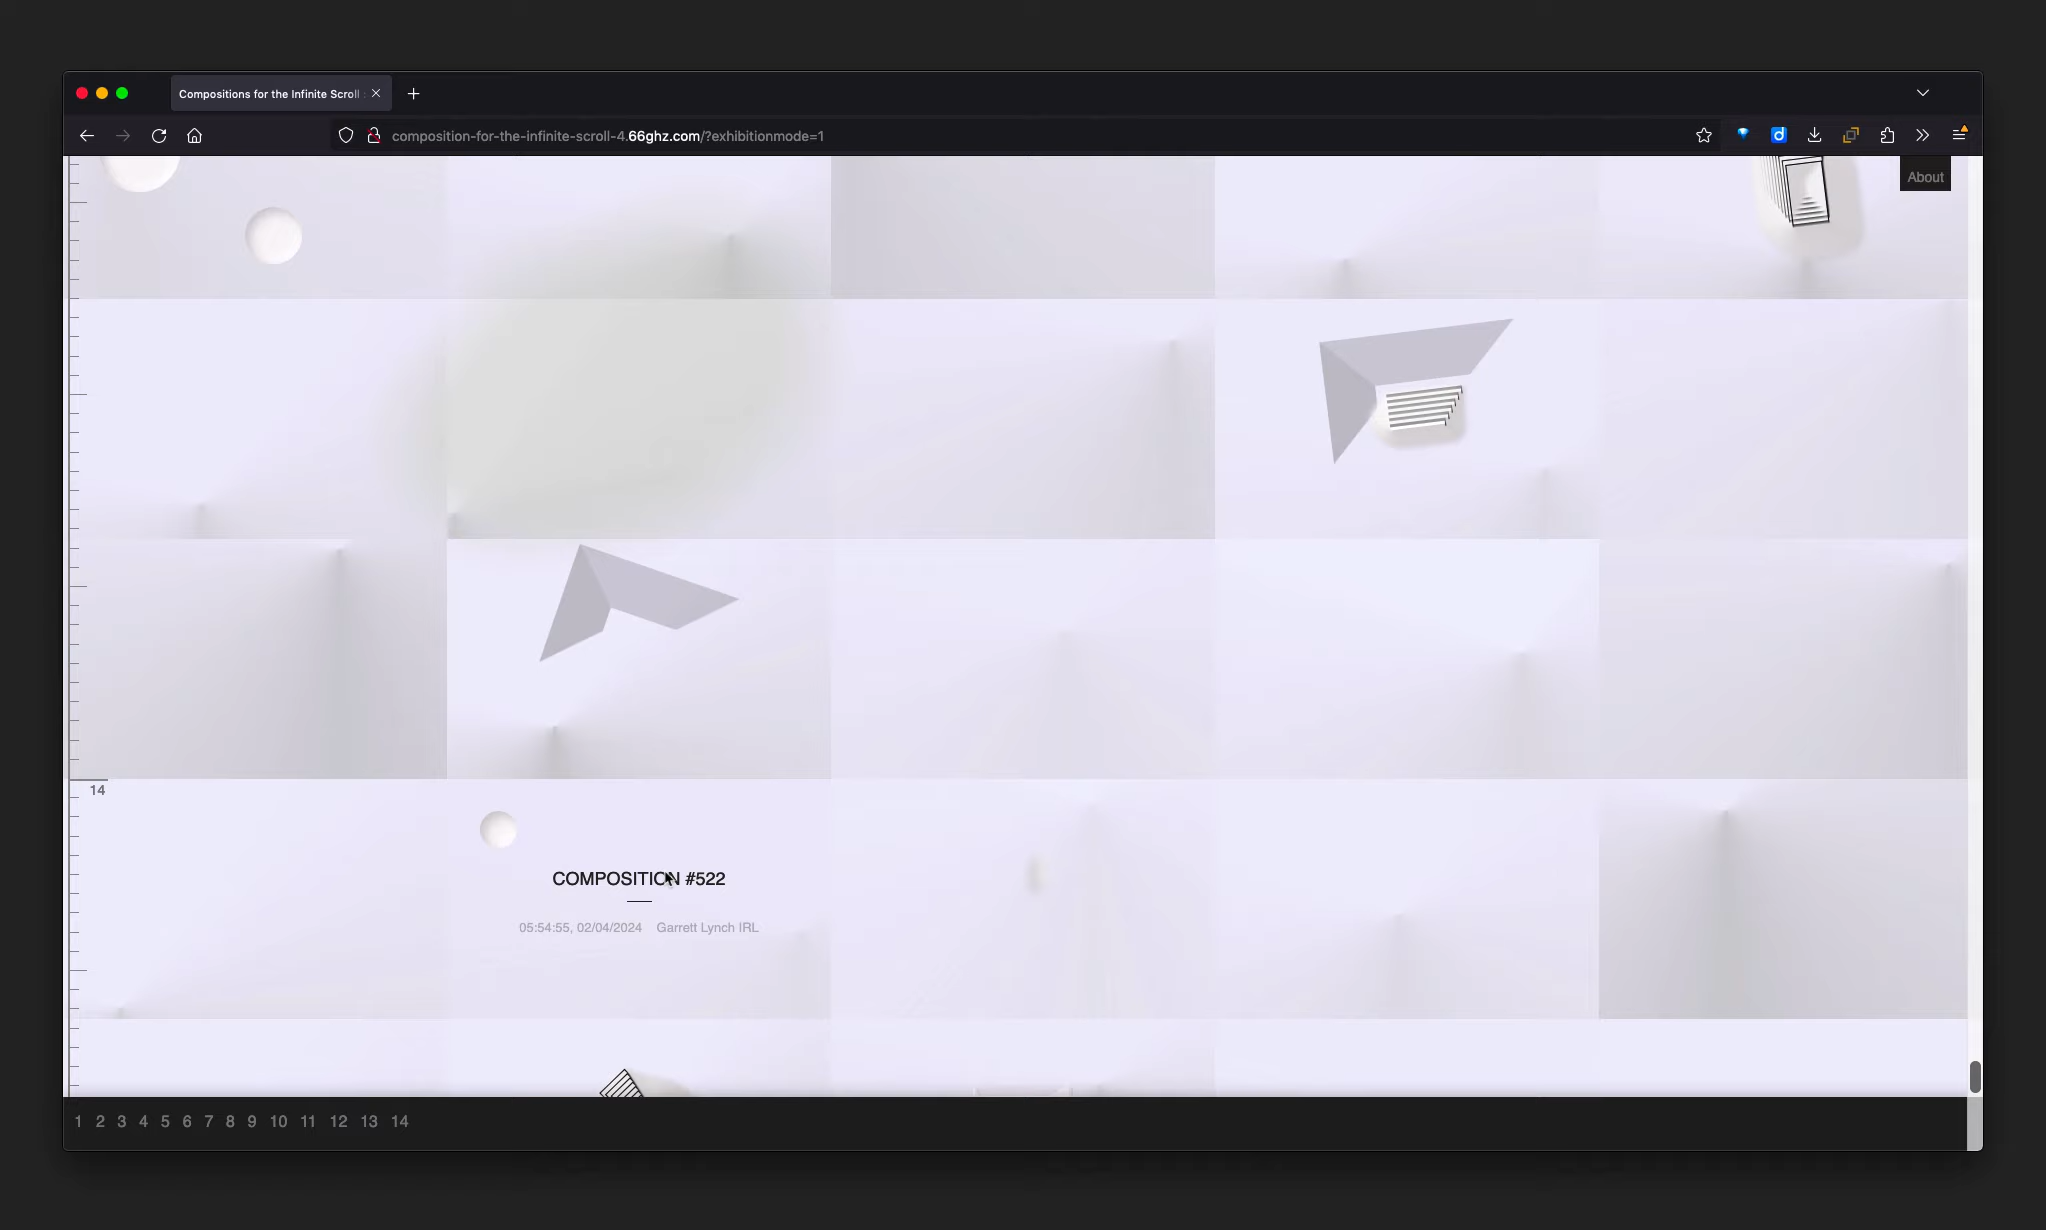 Compositions for the Infinite Scroll
composition-for-the-infinite-scroll-4.66ghz.com/?exhibitionmode=1
About
14
COMPOSITION #522
05:54:55, 02/04/2024 Garrett Lynch IRL
1 2 3 4 5 6 7 8 9 10 11 12 13 14